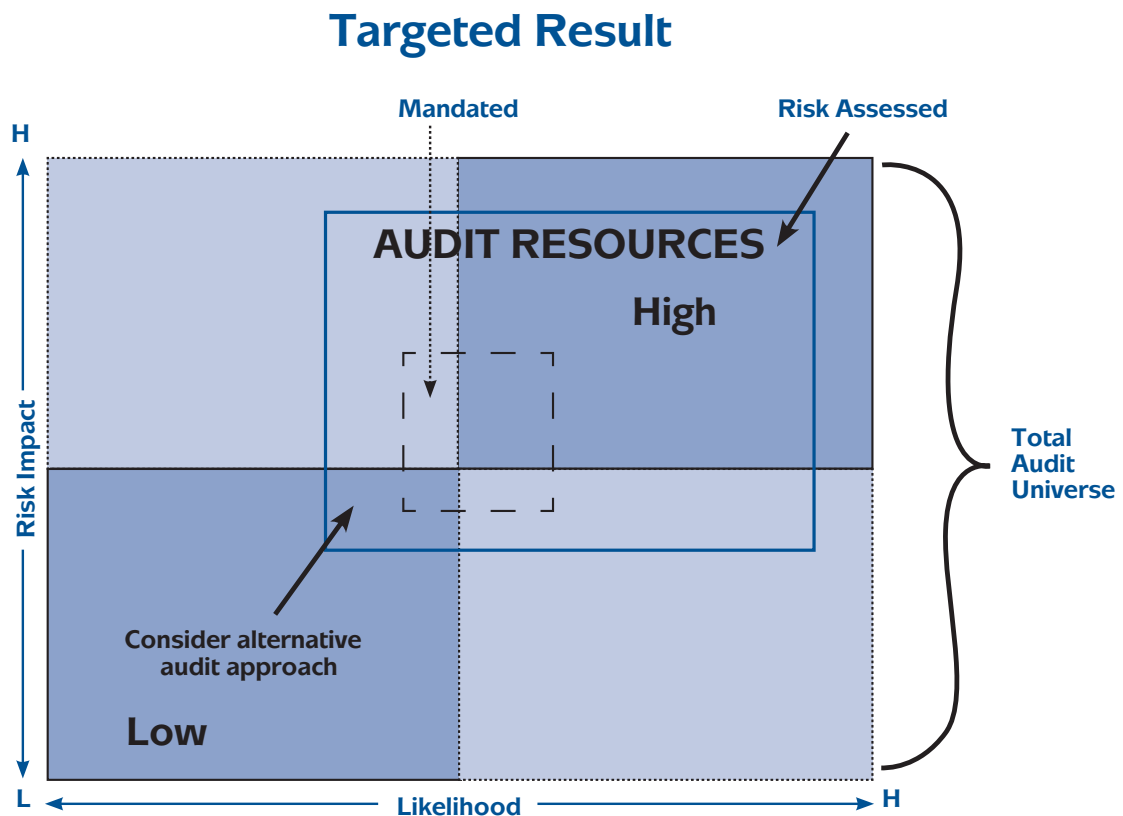 Targeted Result
Mandated
Risk Assessed
H
AUDIT RESOURCES
High
Risk Impact
Total
Audit
Universe
Consider alternative
audit approach
Low
L
Likelihood
H